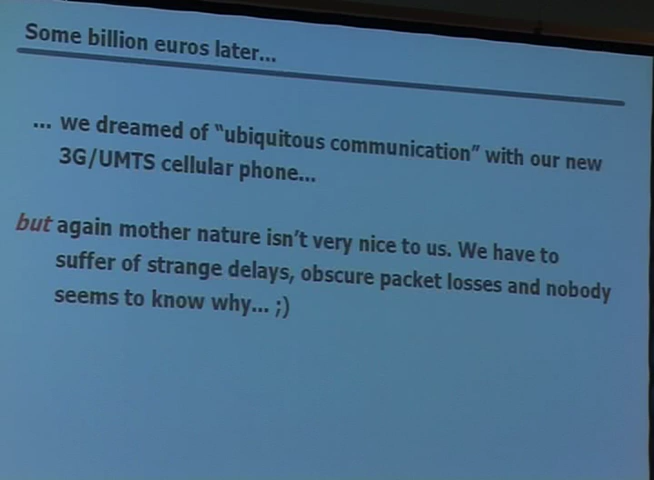 Some billion euros later...
... we dreamed of “ubiquitous communication” with our new
3G/UMTS cellular phone...
but again mother nature isn’t very nice to us. We have to
suffer of strange delays, obscure packet losses and nobody
seems to know why... ;)